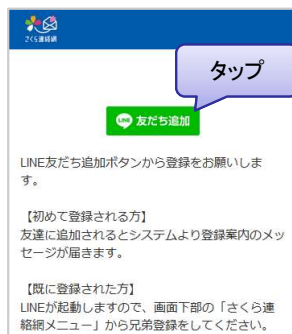 さくら連絡網
タップ
LINE 友だち追加
LINE友だち追加ボタンから登録をお願いしま
す。
【初めて登録される方】
友達に追加されるとシステムより登録案内のメッ
セージが届きます。
【既に登録された方】
LINEが起動しますので、画面下部の「さくら連
絡網メニュー」から兄弟登録をしてください。